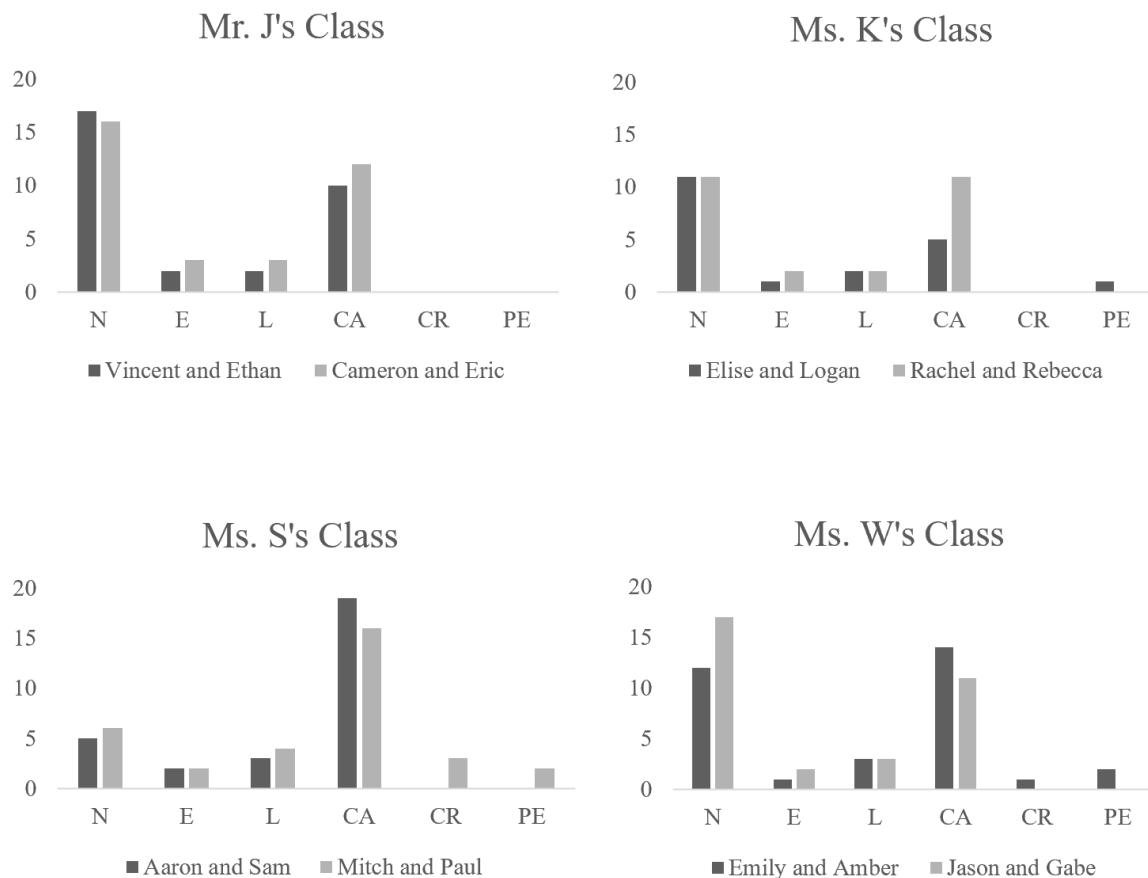 Mr. J's Class
20
15
10
5
0
N E L CA CR PE
Vincent and Ethan Cameron and Eric
Ms. K's Class
20
15
10
5
0
N E L CA CR PE
Elise and Logan Rachel and Rebecca
Ms. S's Class
20
15
10
5
0
N E L CA CR PE
Aaron and Sam Mitch and Paul
Ms. W's Class
20
15
10
5
0
N E L CA CR PE
Emily and Amber Jason and Gabe